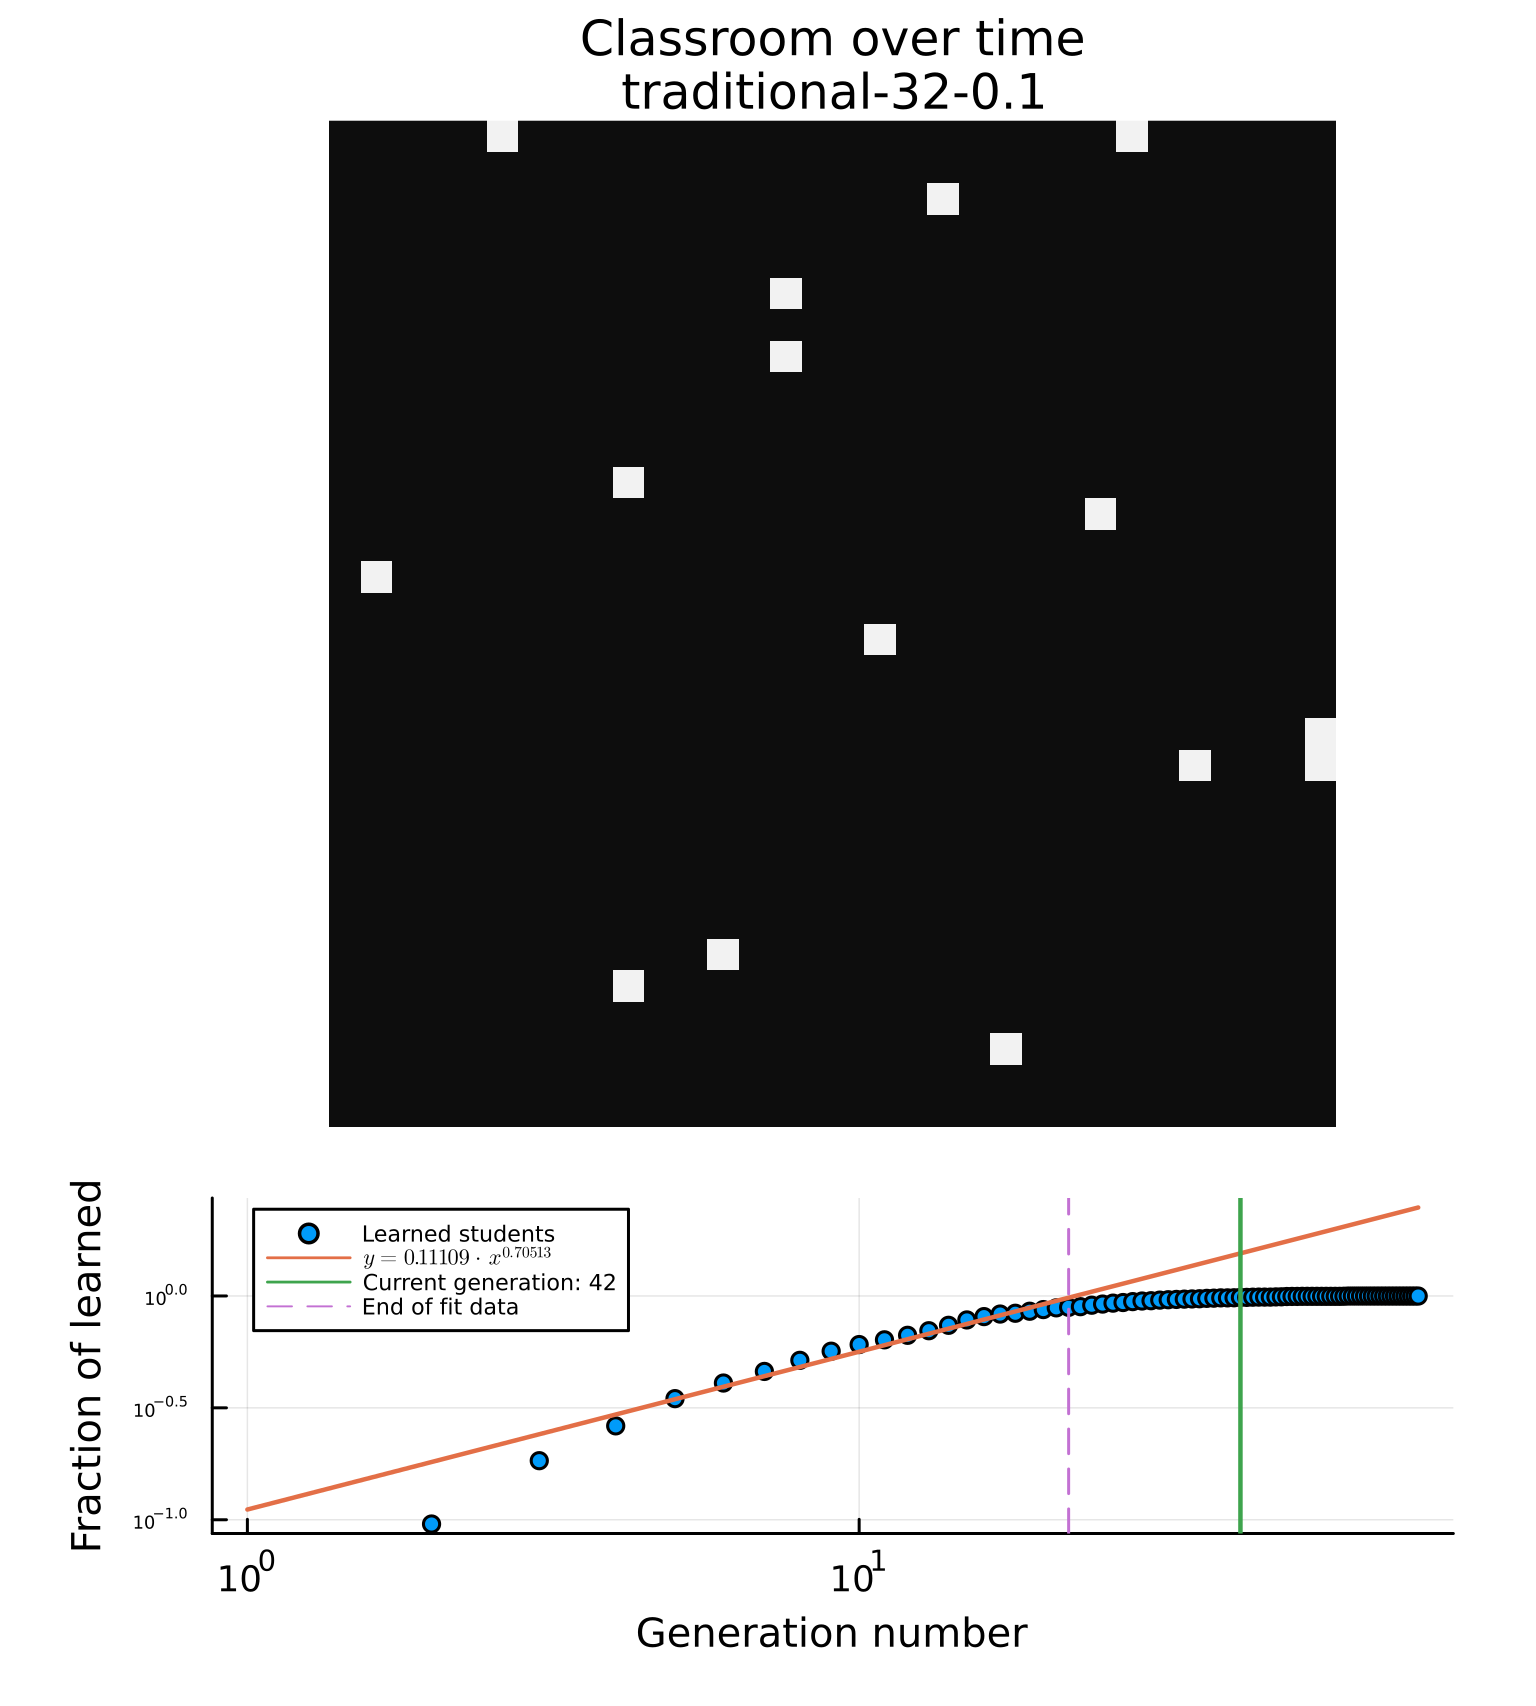 Classroom over time
traditional-32-0.1
Fraction of learned
Learned students
y = 0.11109 · x^0.70513
Current generation: 42
End of fit data
10^0.0
10^−0.5
10^−1.0
10^0
10^1
Generation number